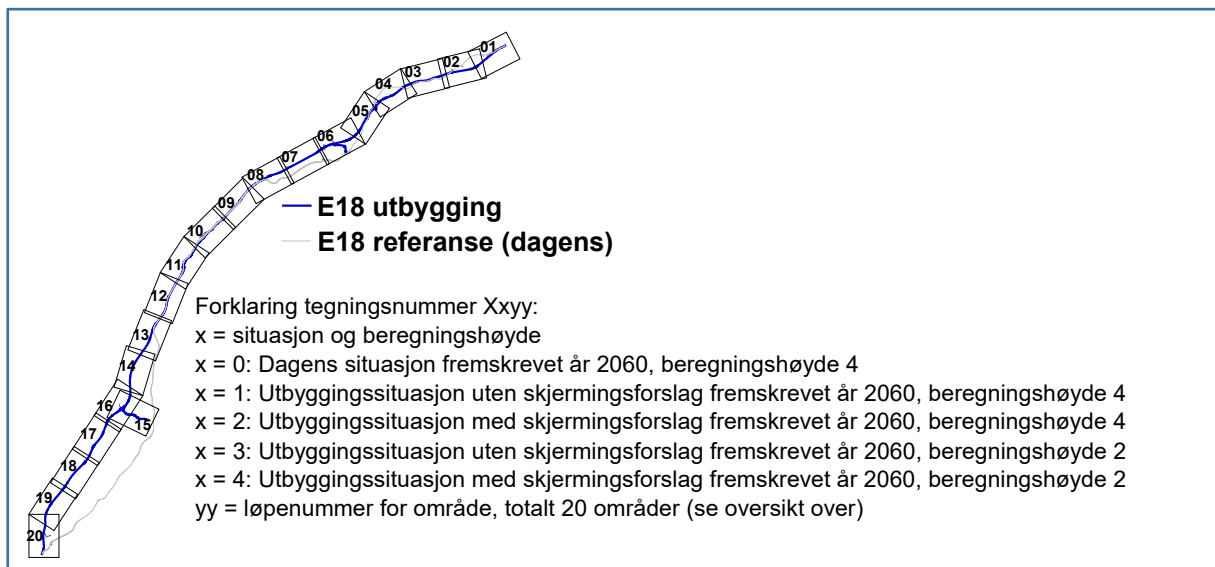 01
02
03
04
05
06
07
08
09
10
11
12
13
14
15
16
17
18
19
20
E18 utbygging
E18 referanse (dagens)
Forklaring tegningsnummer Xxyy:
x = situasjon og beregningshøyde
x = 0: Dagens situasjon fremskrevet år 2060, beregningshøyde 4
x = 1: Utbyggingssituasjon uten skjermingsforslag fremskrevet år 2060, beregningshøyde 4
x = 2: Utbyggingssituasjon med skjermingsforslag fremskrevet år 2060, beregningshøyde 4
x = 3: Utbyggingssituasjon uten skjermingsforslag fremskrevet år 2060, beregningshøyde 2
x = 4: Utbyggingssituasjon med skjermingsforslag fremskrevet år 2060, beregningshøyde 2
yy = løpenummer for område, totalt 20 områder (se oversikt over)